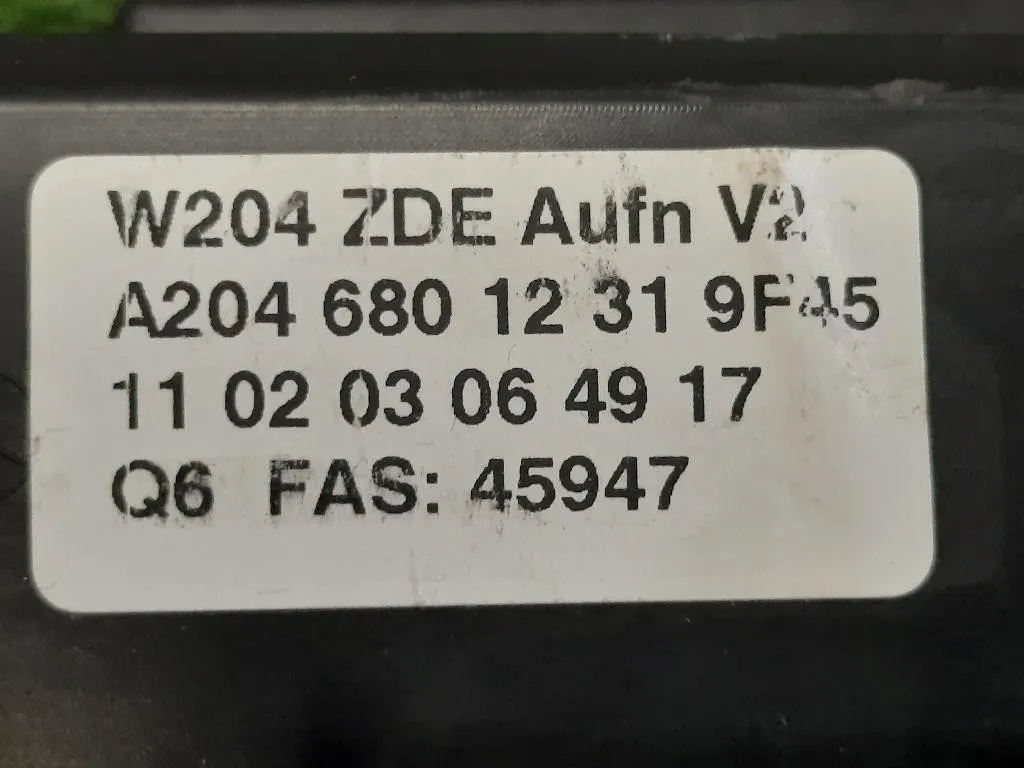 W204 ZDE Aufn V2
A204 680 12 31 9F45
11 02 03 06 49 17
Q6 FAS: 45947